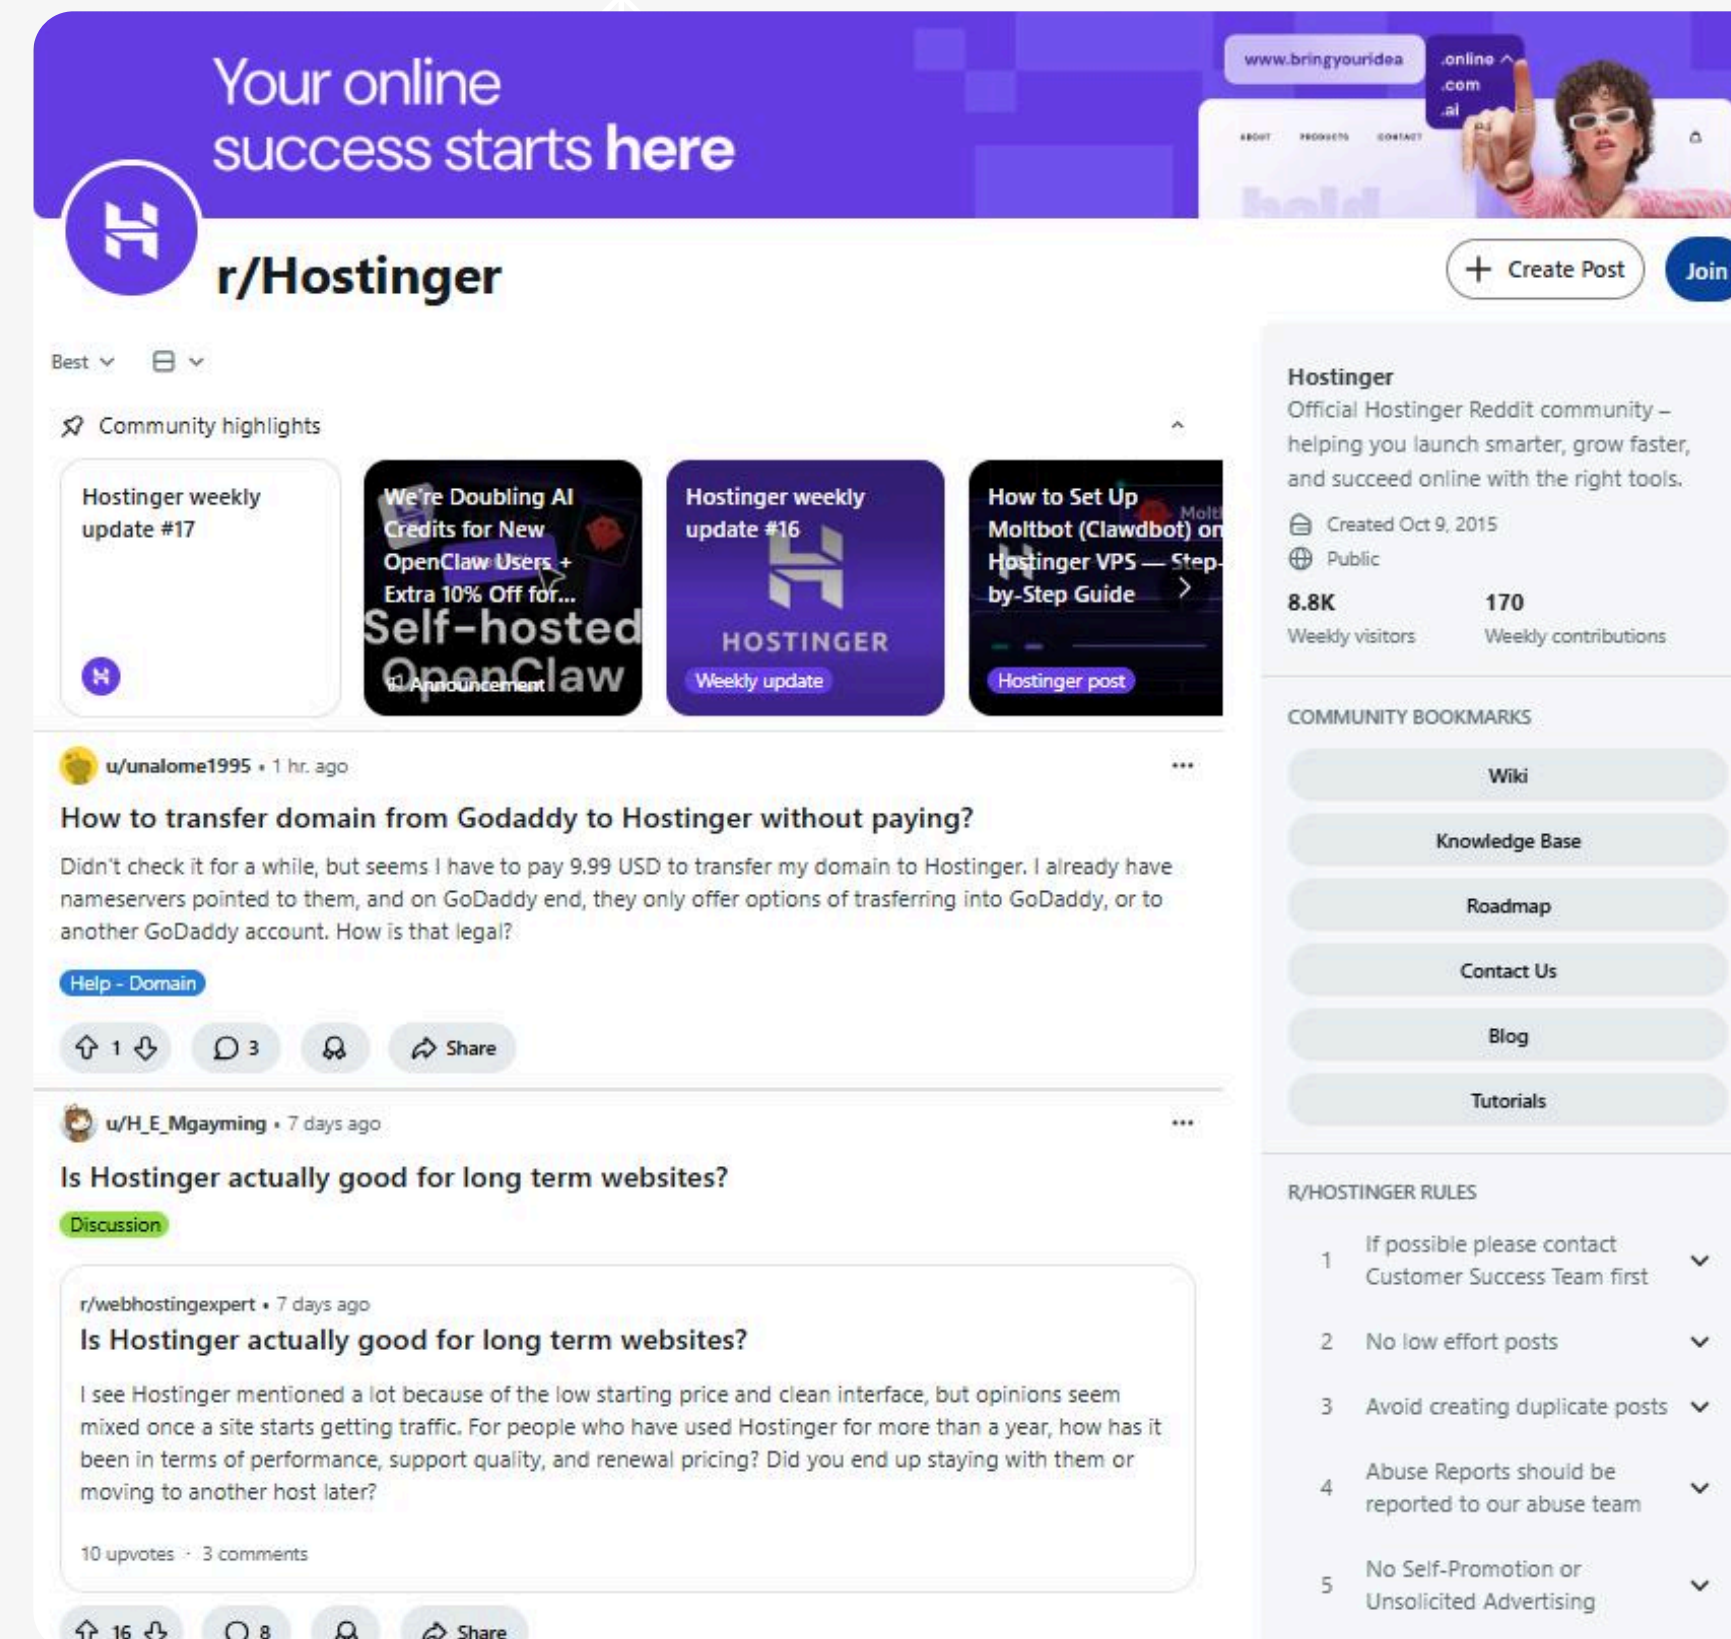 Your online
success starts here
www.bringyouridea
.online
.com
.ai
ABOUT PRODUCTS CONTACT
bold
r/Hostinger
Create Post
Join
Best
Community highlights
Hostinger weekly
update #17
We're Doubling AI
Credits for New
OpenClaw Users +
Extra 10% Off for...
Self-hosted
OpenClaw
Announcement
Hostinger weekly
update #16
HOSTINGER
Weekly update
How to Set Up
Moltbot (Clawdbot) on
Hostinger VPS — Step-
by-Step Guide
Molt
Hostinger post
u/unalome1995 • 1 hr. ago
How to transfer domain from Godaddy to Hostinger without paying?
Didn't check it for a while, but seems I have to pay 9.99 USD to transfer my domain to Hostinger. I already have
nameservers pointed to them, and on GoDaddy end, they only offer options of trasferring into GoDaddy, or to
another GoDaddy account. How is that legal?
Help - Domain
1
3
Share
u/H_E_Mgayming • 7 days ago
Is Hostinger actually good for long term websites?
Discussion
r/webhostingexpert • 7 days ago
Is Hostinger actually good for long term websites?
I see Hostinger mentioned a lot because of the low starting price and clean interface, but opinions seem
mixed once a site starts getting traffic. For people who have used Hostinger for more than a year, how has it
been in terms of performance, support quality, and renewal pricing? Did you end up staying with them or
moving to another host later?
10 upvotes · 3 comments
16
8
Share
Hostinger
Official Hostinger Reddit community –
helping you launch smarter, grow faster,
and succeed online with the right tools.
Created Oct 9, 2015
Public
8.8K
Weekly visitors
170
Weekly contributions
COMMUNITY BOOKMARKS
Wiki
Knowledge Base
Roadmap
Contact Us
Blog
Tutorials
R/HOSTINGER RULES
1 If possible please contact
Customer Success Team first
2 No low effort posts
3 Avoid creating duplicate posts
4 Abuse Reports should be
reported to our abuse team
5 No Self-Promotion or
Unsolicited Advertising